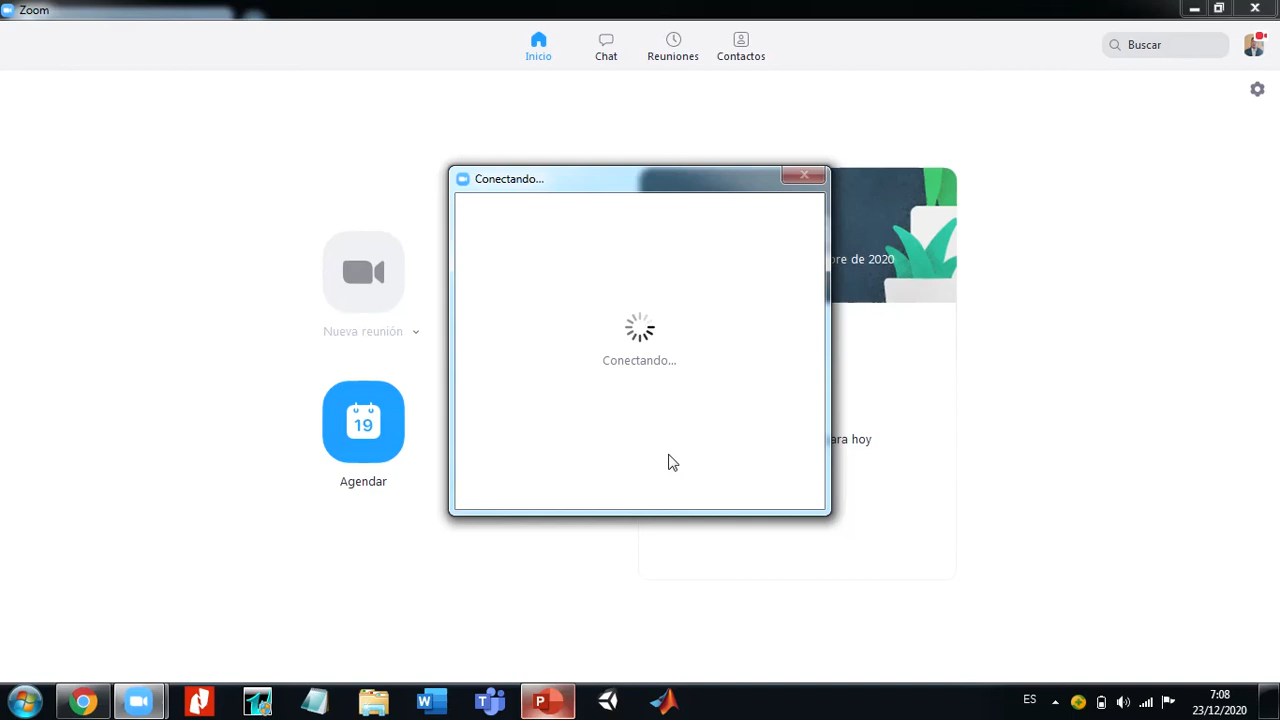 Zoom
Inicio
Chat
Reuniones
Contactos
Buscar
Conectando...
bre de 2020
Nueva reunión
Conectando...
19
ara hoy
Agendar
W
T
P
ES
7:08
23/12/2020